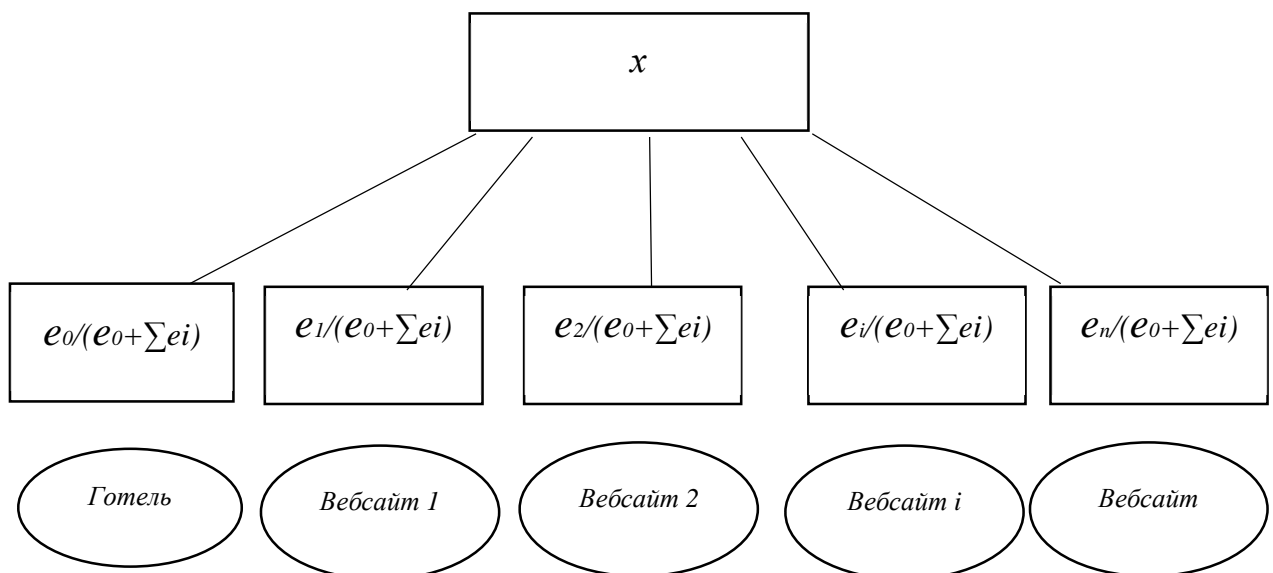 x
e₀/(e₀+∑ei) e₁/(e₀+∑ei) e₂/(e₀+∑ei) eᵢ/(e₀+∑ei) eₙ/(e₀+∑ei)
Готель Вебсайт 1 Вебсайт 2 Вебсайт i Вебсайт